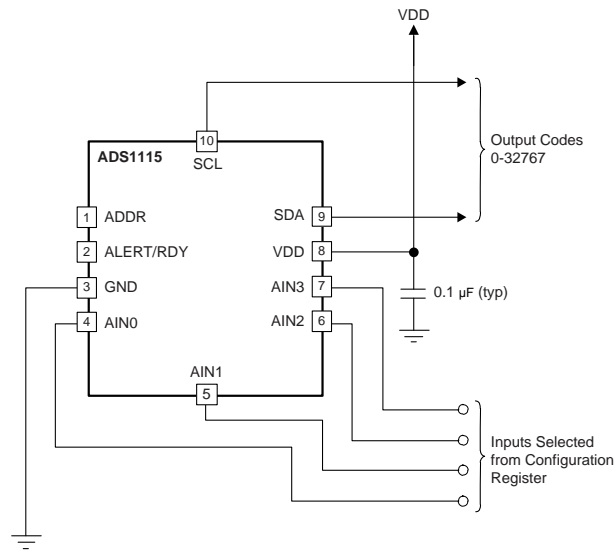 VDD
10
ADS1115
SCL
Output Codes
0-32767
1 ADDR
SDA 9
2 ALERT/RDY
VDD 8
3 GND
AIN3 7
0.1 µF (typ)
4 AIN0
AIN2 6
AIN1
5
Inputs Selected
from Configuration
Register